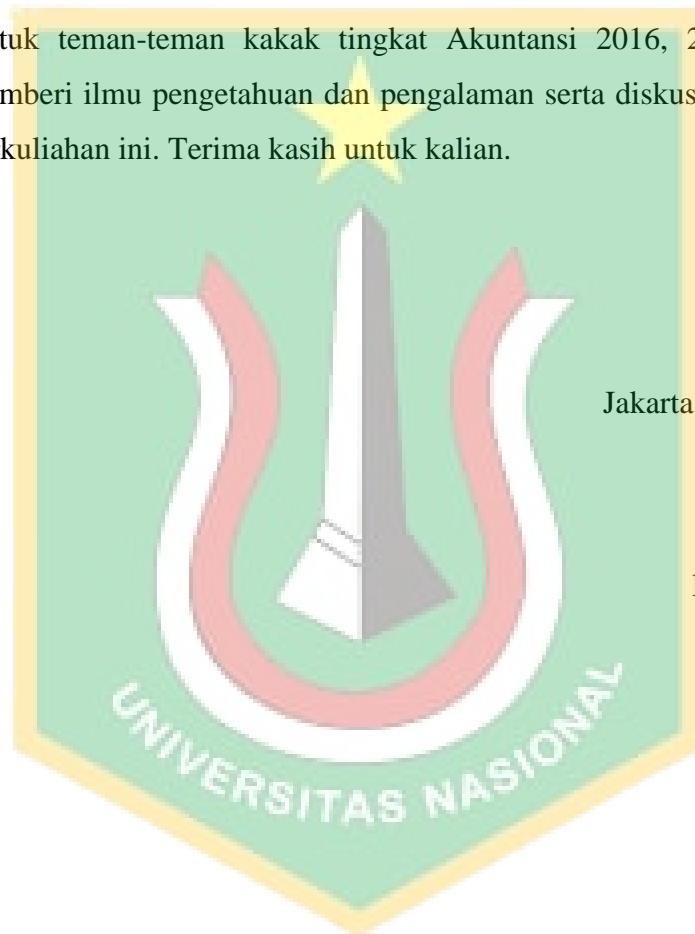 tuk teman-teman kakak tingkat Akuntansi 2016, 2
mberi ilmu pengetahuan dan pengalaman serta diskus
kuliahan ini. Terima kasih untuk kalian.
Jakarta
UNIVERSITAS NASIONAL